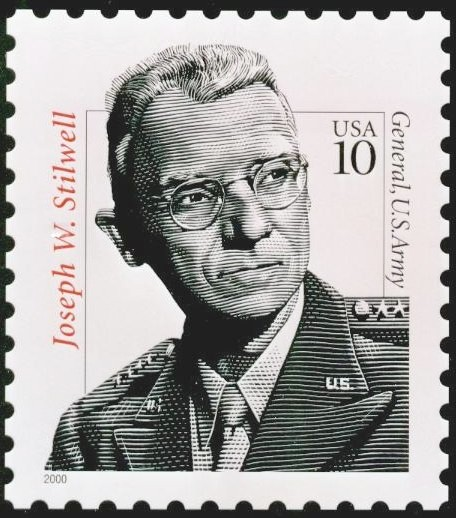 Joseph W. Stilwell
USA
10
General, U.S. Army
U.S.
2000